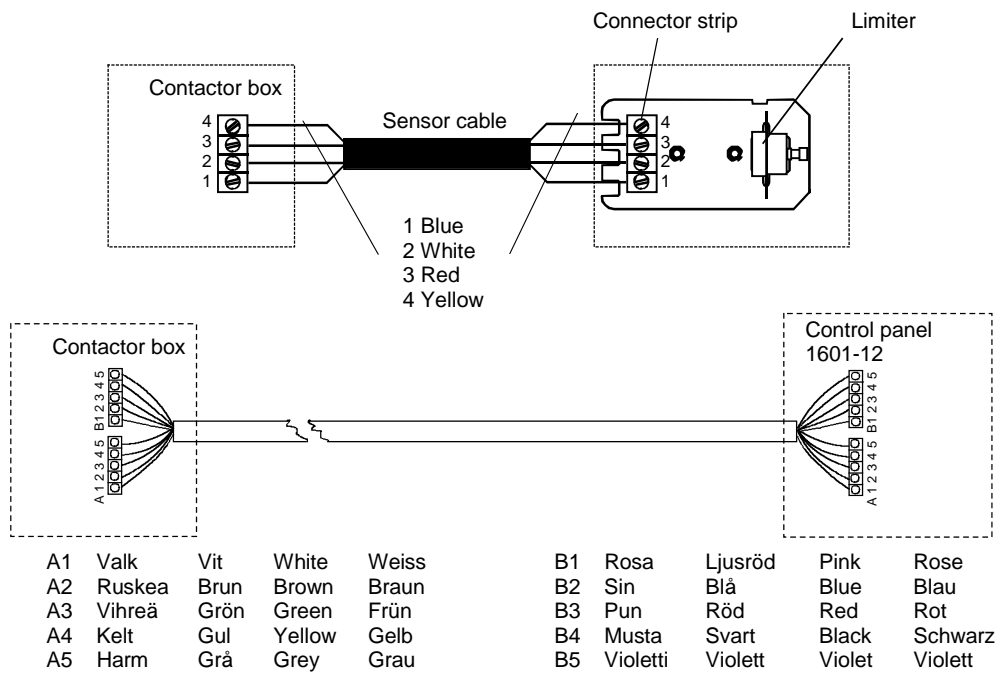 Connector strip
Limiter
Contactor box
Sensor cable
4
3
2
1
4
3
2
1
1 Blue
2 White
3 Red
4 Yellow
Contactor box
Control panel
1601-12
B1 2 3 4 5
A 1 2 3 4 5
B1 2 3 4 5
A 1 2 3 4 5
A1 Valk Vit White Weiss B1 Rosa Ljusröd Pink Rose
A2 Ruskea Brun Brown Braun B2 Sin Blå Blue Blau
A3 Vihreä Grön Green Frün B3 Pun Röd Red Rot
A4 Kelt Gul Yellow Gelb B4 Musta Svart Black Schwarz
A5 Harm Grå Grey Grau B5 Violetti Violett Violet Violett